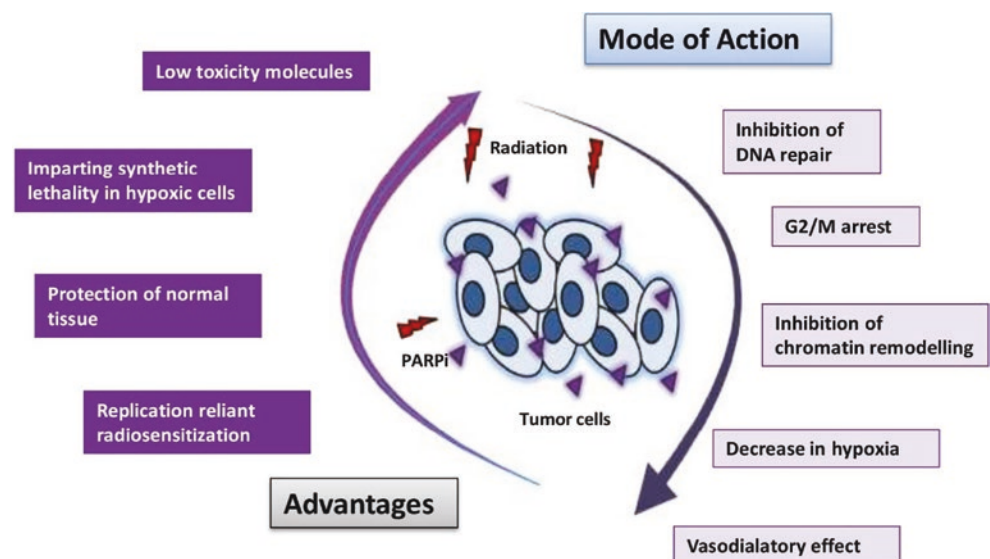 Mode of Action
Low toxicity molecules
Imparting synthetic
lethality in hypoxic cells
Protection of normal
tissue
Replication reliant
radiosensitization
Advantages
Radiation
PARPi
Tumor cells
Inhibition of
DNA repair
G2/M arrest
Inhibition of
chromatin remodelling
Decrease in hypoxia
Vasodialatory effect